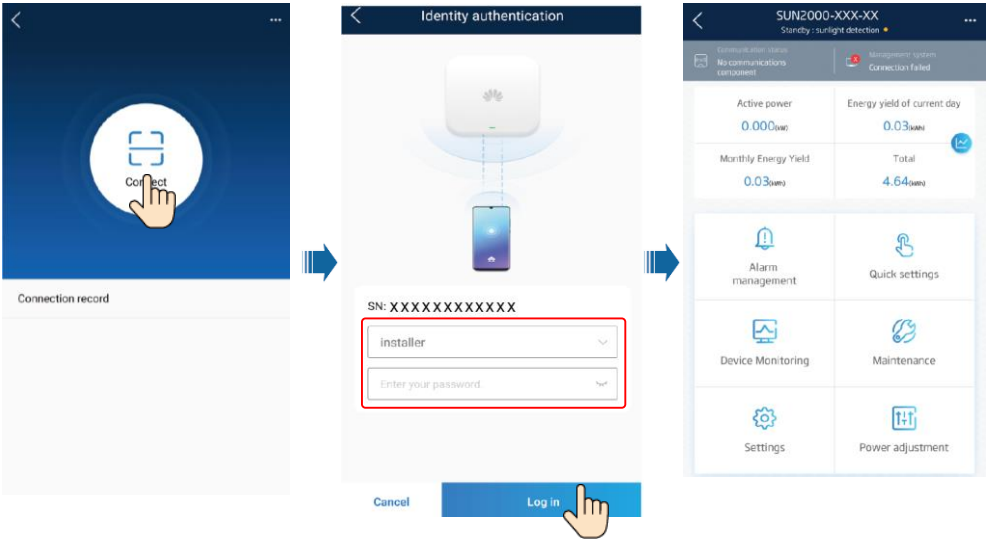 Connect
Connection record
Identity authentication
SN: XXXXXXXXXXXX
installer
Enter your password.
Cancel
Log in
SUN2000-XXX-XX
Standby : sunlight detection
Communication status
No communications
component
Management system
Connection failed
Active power
0.000(kW)
Energy yield of current day
0.03(kWh)
Monthly Energy Yield
0.03(kWh)
Total
4.64(kWh)
Alarm
management
Quick settings
Device Monitoring
Maintenance
Settings
Power adjustment